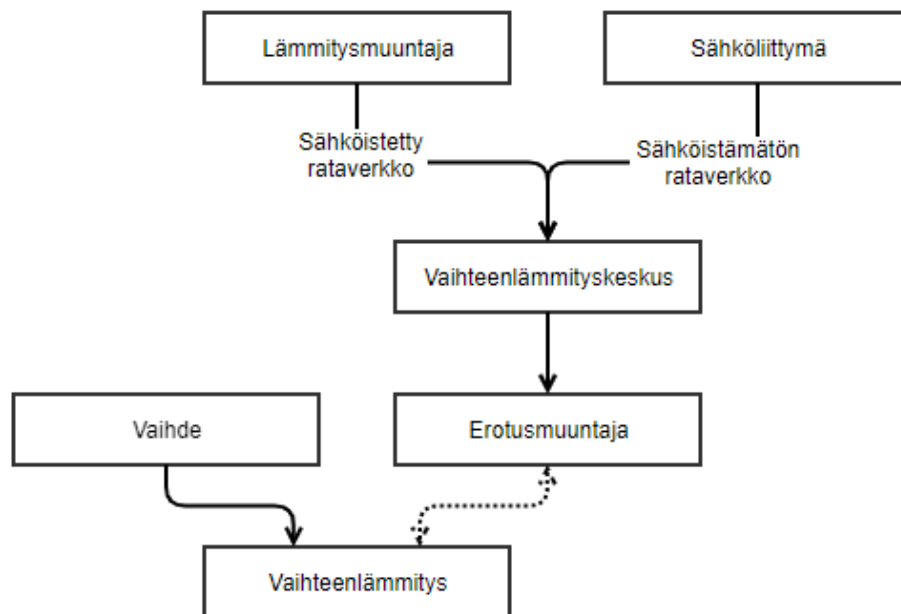 Lämmitysmuuntaja
Sähköliittymä
Sähköistetty
rataverkko
Sähköistämätön
rataverkko
Vaihteenlämmityskeskus
Vaihde
Erotusmuuntaja
Vaihteenlämmitys